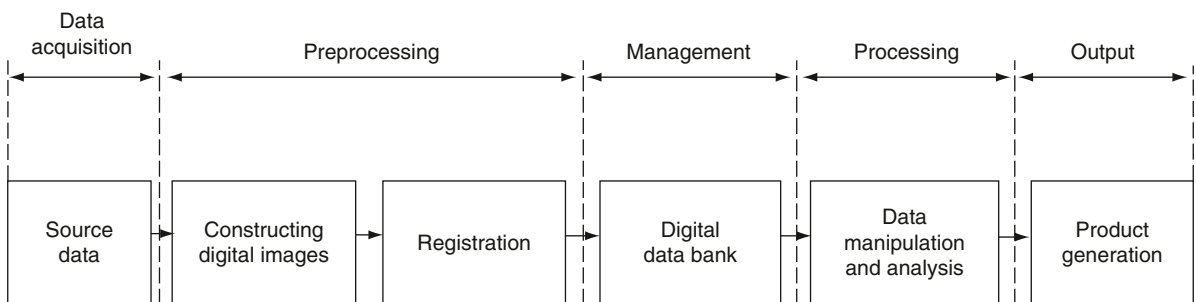 Data
acquisition
Preprocessing
Management
Processing
Output
Source
data
Constructing
digital images
Registration
Digital
data bank
Data
manipulation
and analysis
Product
generation